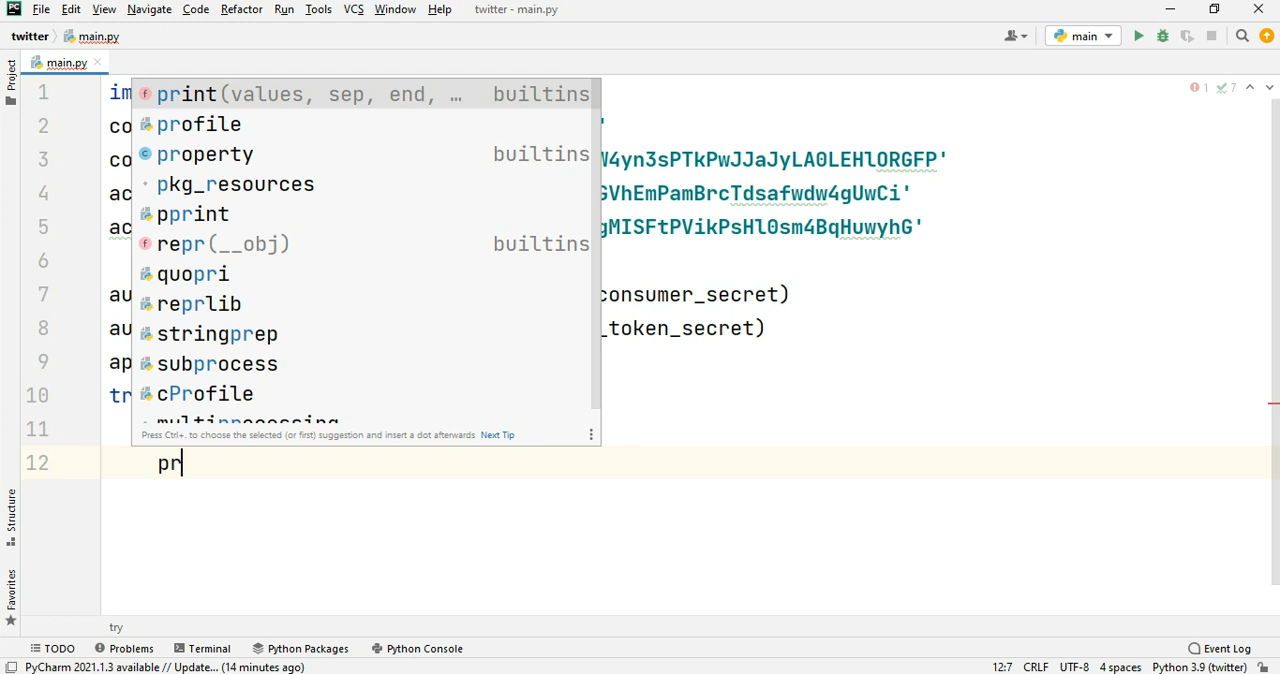 PC File Edit View Navigate Code Refactor Run Tools VCS Window Help twitter - main.py
twitter main.py main
main.py
Project
1 im
2 co '
3 co W4yn3sPTkPwJJaJyLA0LEHlORGFP'
4 ac GVhEmPamBrcTdsafwdw4gUwCi'
5 ac gMISFtPVikPsHl0sm4BqHuwyhG'
6
7 au consumer_secret)
8 au _token_secret)
9 ap
10 tr
11
12 pr
1 7
print(values, sep, end, … builtins
profile
property builtins
pkg_resources
pprint
repr(__obj) builtins
quopri
reprlib
stringprep
subprocess
cProfile
multiprocessing
Press Ctrl+. to choose the selected (or first) suggestion and insert a dot afterwards Next Tip
Structure
Favorites
try
TODO Problems Terminal Python Packages Python Console Event Log
PyCharm 2021.1.3 available // Update... (14 minutes ago) 12:7 CRLF UTF-8 4 spaces Python 3.9 (twitter)